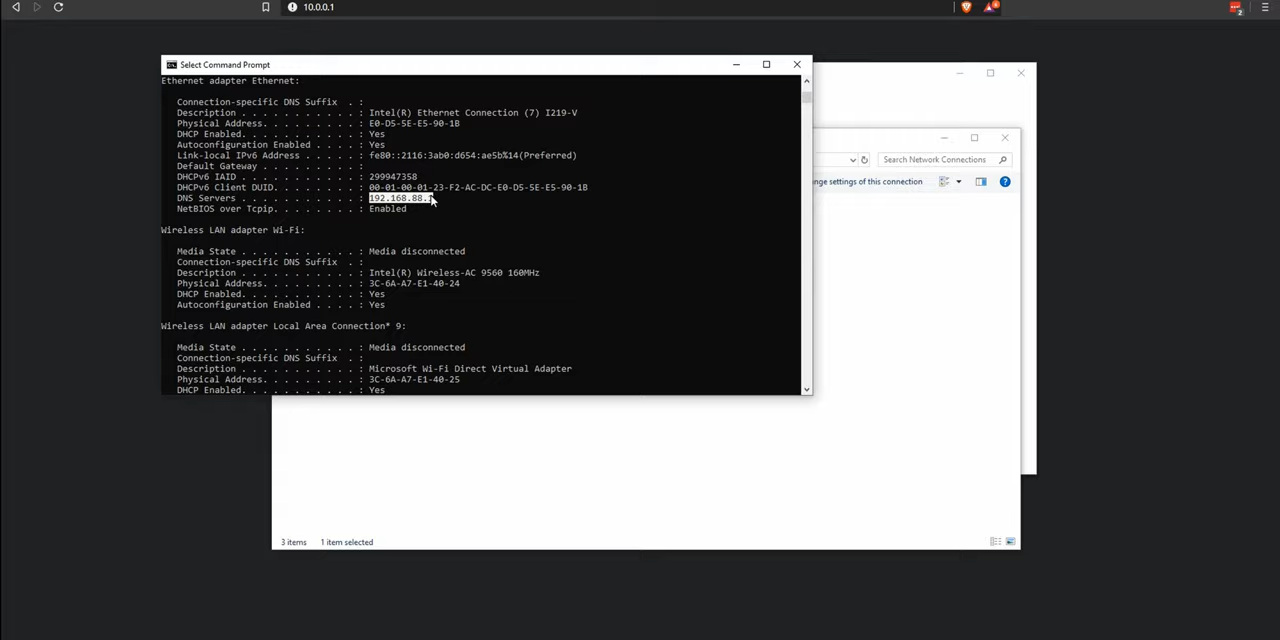 10.0.0.1
Select Command Prompt
Ethernet adapter Ethernet:
Connection-specific DNS Suffix . :
Description . . . . . . . . . . . : Intel(R) Ethernet Connection (7) I219-V
Physical Address. . . . . . . . . : E0-D5-5E-E5-90-1B
DHCP Enabled. . . . . . . . . . . : Yes
Autoconfiguration Enabled . . . . : Yes
Link-local IPv6 Address . . . . . : fe80::2116:3ab0:d654:ae5b%14(Preferred)
Default Gateway . . . . . . . . . :
DHCPv6 IAID . . . . . . . . . . . : 299947358
DHCPv6 Client DUID. . . . . . . . : 00-01-00-01-23-F2-AC-DC-E0-D5-5E-E5-90-1B
DNS Servers . . . . . . . . . . . : 192.168.88.1
NetBIOS over Tcpip. . . . . . . . : Enabled
Wireless LAN adapter Wi-Fi:
Media State . . . . . . . . . . . : Media disconnected
Connection-specific DNS Suffix . :
Description . . . . . . . . . . . : Intel(R) Wireless-AC 9560 160MHz
Physical Address. . . . . . . . . : 3C-6A-A7-E1-40-24
DHCP Enabled. . . . . . . . . . . : Yes
Autoconfiguration Enabled . . . . : Yes
Wireless LAN adapter Local Area Connection* 9:
Media State . . . . . . . . . . . : Media disconnected
Connection-specific DNS Suffix . :
Description . . . . . . . . . . . : Microsoft Wi-Fi Direct Virtual Adapter
Physical Address. . . . . . . . . : 3C-6A-A7-E1-40-25
DHCP Enabled. . . . . . . . . . . : Yes
Search Network Connections
nge settings of this connection
3 items 1 item selected